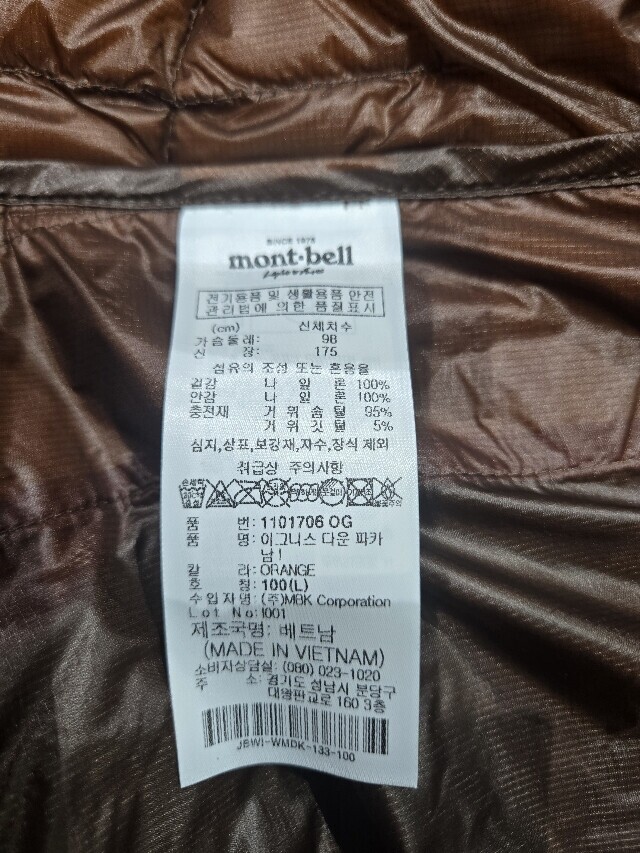 SINCE 1975
mont·bell
전기용품 및 생활용품 안전
관리법에 의한 품질표시
(cm) 신체치수
가슴둘레: 98
신 장: 175
섬유의 조성 또는 혼용율
겉감 나 일 론 100%
안감 나 일 론 100%
충전재 거 위 솜 털 95%
거 위 깃 털 5%
심지,상표,보강재,자수,장식 제외
취급상 주의사항
품 번: 1101706 OG
품 명: 이그니스 다운 파카
남!
칼 라: ORANGE
호 칭: 100(L)
수 입 자 명: (주)MBK Corporation
Lot No: I001
제조국명: 베트남
(MADE IN VIETNAM)
소비자상담실: (080) 023-1020
주 소: 경기도 성남시 분당구
대왕판교로 160 3층
JBWI-WMDK-133-100